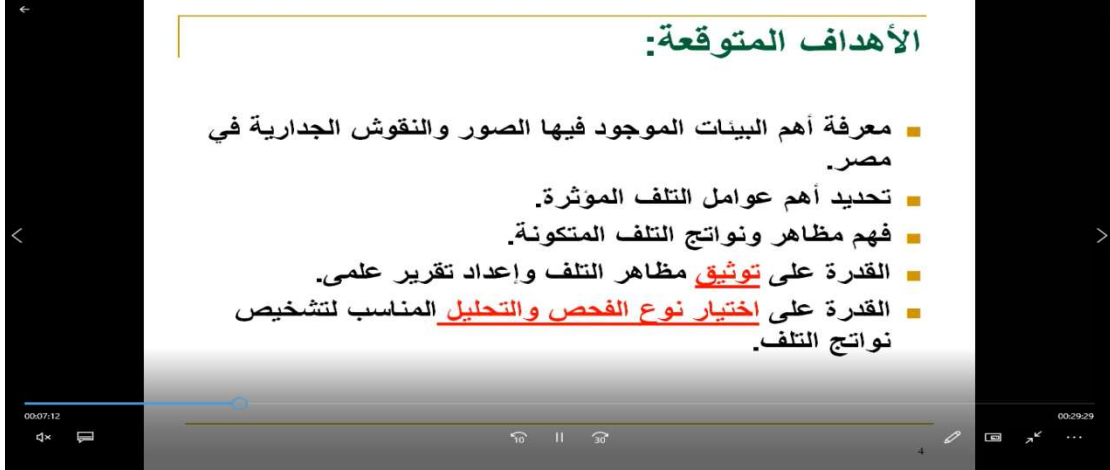 الأهداف المتوقعة:
معرفة أهم البيئات الموجود فيها الصور والنقوش الجدارية في
مصر.
تحديد أهم عوامل التلف المؤثرة.
فهم مظاهر ونواتج التلف المتكونة.
القدرة على توثيق مظاهر التلف وإعداد تقرير علمى.
القدرة على اختيار نوع الفحص والتحليل المناسب لتشخيص
نواتج التلف.
00:07:12
00:29:29
10
30
4